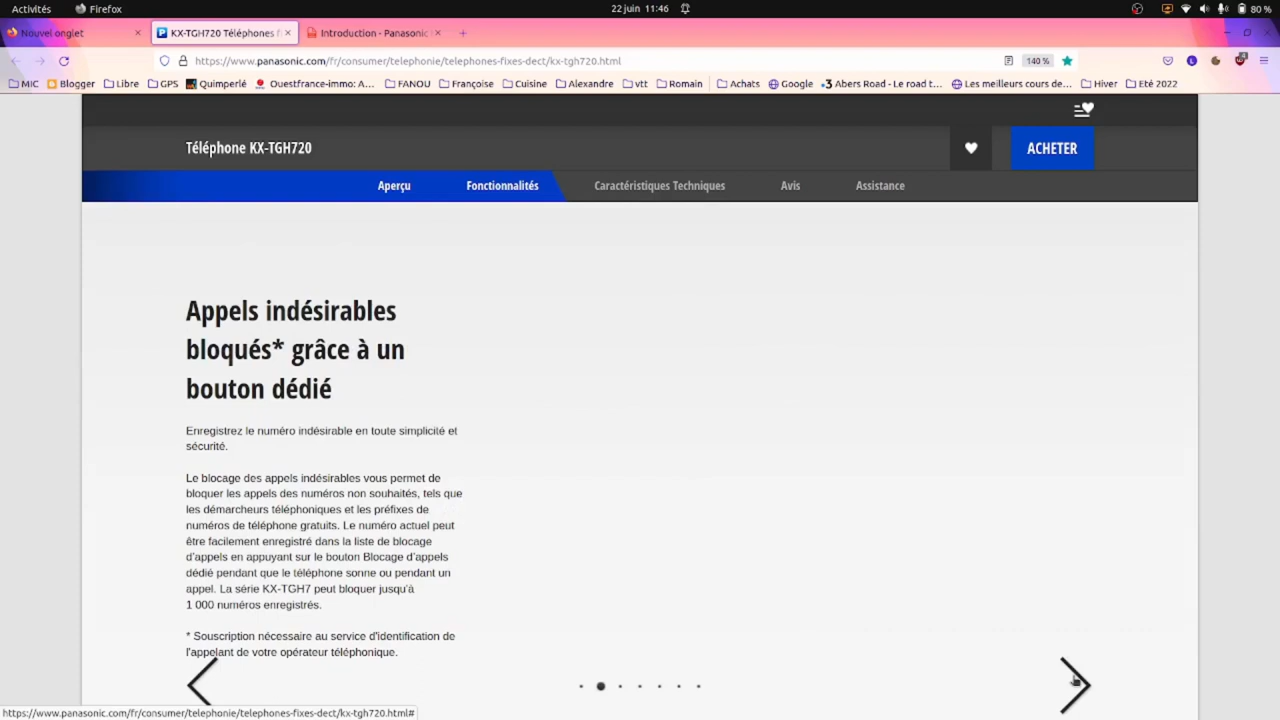 Activités
Firefox
22 juin 11:46
80 %
Nouvel onglet
KX-TGH720 Téléphones f
Introduction - Panasonic
https://www.panasonic.com/fr/consumer/telephonie/telephones-fixes-dect/kx-tgh720.html
140 %
MIC Blogger Libre GPS Quimperlé Ouestfrance-immo: A... FANOU Françoise Cuisine Alexandre vtt Romain Achats Google Abers Road - Le road t... Les meilleurs cours de... Hiver Eté 2022
Téléphone KX-TGH720
ACHETER
Aperçu Fonctionnalités Caractéristiques Techniques Avis Assistance
Appels indésirables
bloqués* grâce à un
bouton dédié
Enregistrez le numéro indésirable en toute simplicité et
sécurité.
Le blocage des appels indésirables vous permet de
bloquer les appels des numéros non souhaités, tels que
les démarcheurs téléphoniques et les préfixes de
numéros de téléphone gratuits. Le numéro actuel peut
être facilement enregistré dans la liste de blocage
d'appels en appuyant sur le bouton Blocage d'appels
dédié pendant que le téléphone sonne ou pendant un
appel. La série KX-TGH7 peut bloquer jusqu'à
1 000 numéros enregistrés.
* Souscription nécessaire au service d'identification de
l'appelant de votre opérateur téléphonique.
https://www.panasonic.com/fr/consumer/telephonie/telephones-fixes-dect/kx-tgh720.html#